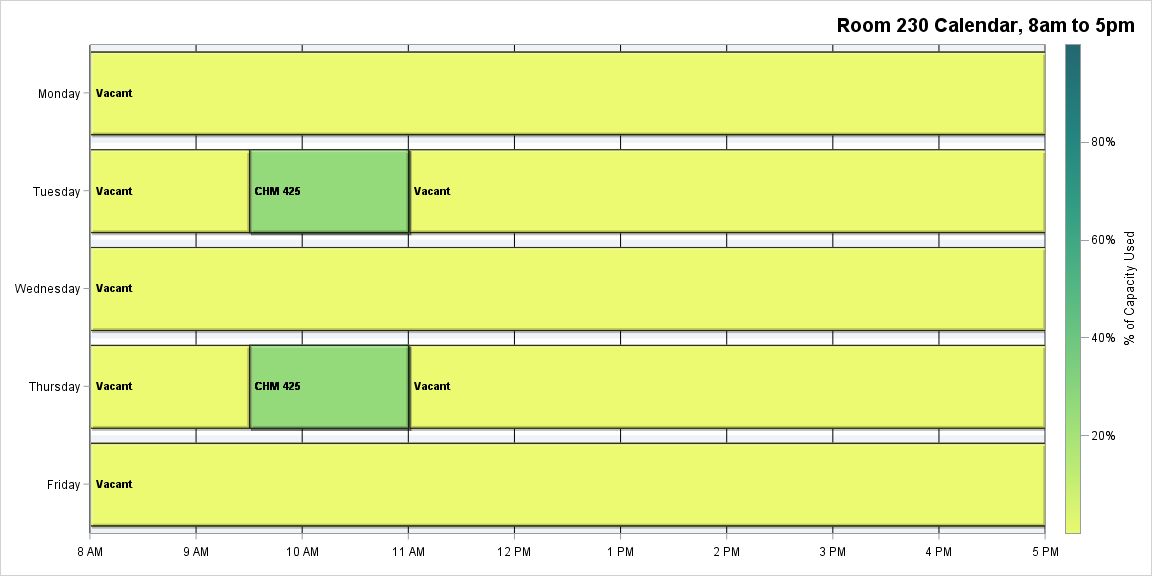 Room 230 Calendar, 8am to 5pm
Monday
Vacant
Tuesday
Vacant
CHM 425
Vacant
Wednesday
Vacant
Thursday
Vacant
CHM 425
Vacant
Friday
Vacant
8 AM 9 AM 10 AM 11 AM 12 PM 1 PM 2 PM 3 PM 4 PM 5 PM
80%
60%
40%
20%
% of Capacity Used